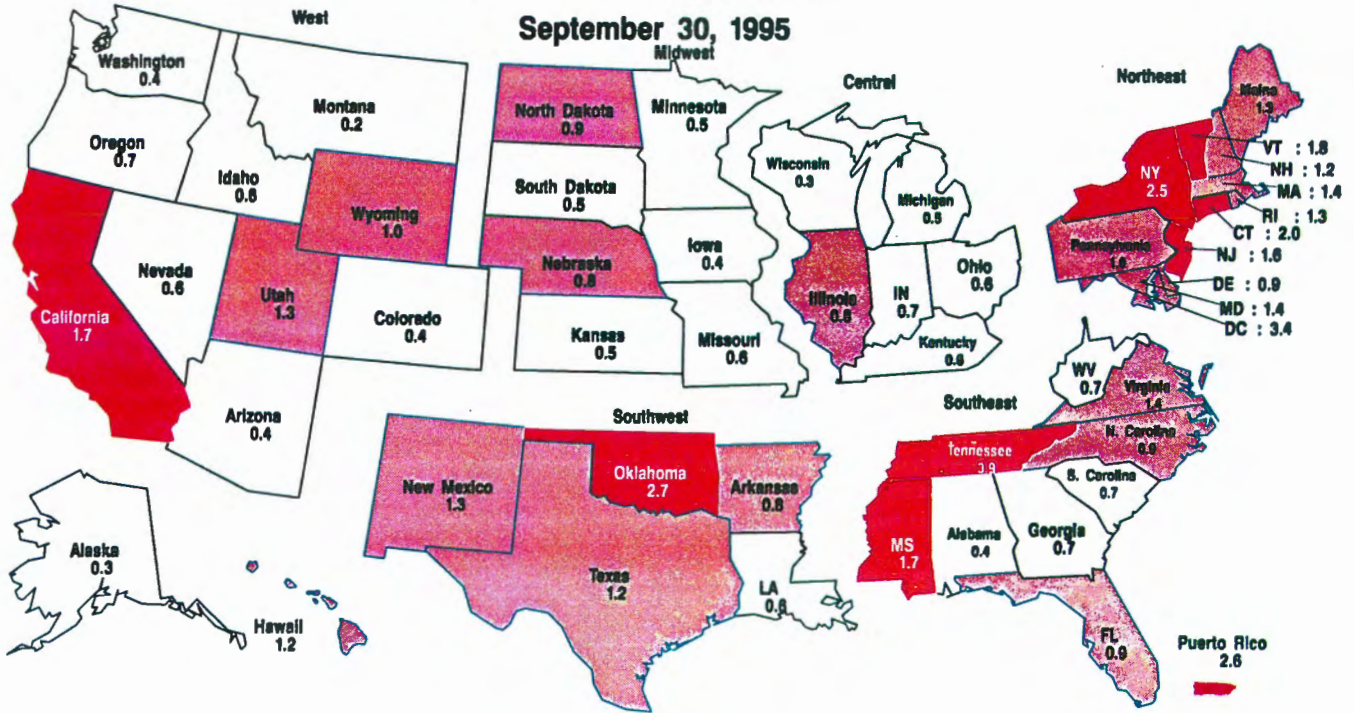 September 30, 1995
West
Midwest
Central
Northeast
Washington
0.4
Montana
0.2
Oregon
0.7
Idaho
0.6
Wyoming
1.0
Nevada
0.6
Utah
1.3
Colorado
0.4
California
1.7
Arizona
0.4
Alaska
0.3
Hawaii
1.2
North Dakota
0.9
Minnesota
0.5
South Dakota
0.5
Nebraska
0.8
Iowa
0.4
Kansas
0.5
Missouri
0.6
Wisconsin
0.3
Michigan
0.5
Illinois
0.8
IN
0.7
Ohio
0.6
Kentucky
0.6
Maine
1.3
VT : 1.8
NH : 1.2
MA : 1.4
RI : 1.3
CT : 2.0
NJ : 1.6
DE : 0.9
MD : 1.4
DC : 3.4
NY
2.5
Pennsylvania
Southwest
New Mexico
1.3
Oklahoma
2.7
Arkansas
0.8
Texas
1.2
LA
Southeast
WV
0.7
Virginia
1.4
N. Carolina
0.9
Tennessee
3.9
S. Carolina
0.7
MS
1.7
Alabama
0.4
Georgia
0.7
FL
0.9
Puerto Rico
2.6